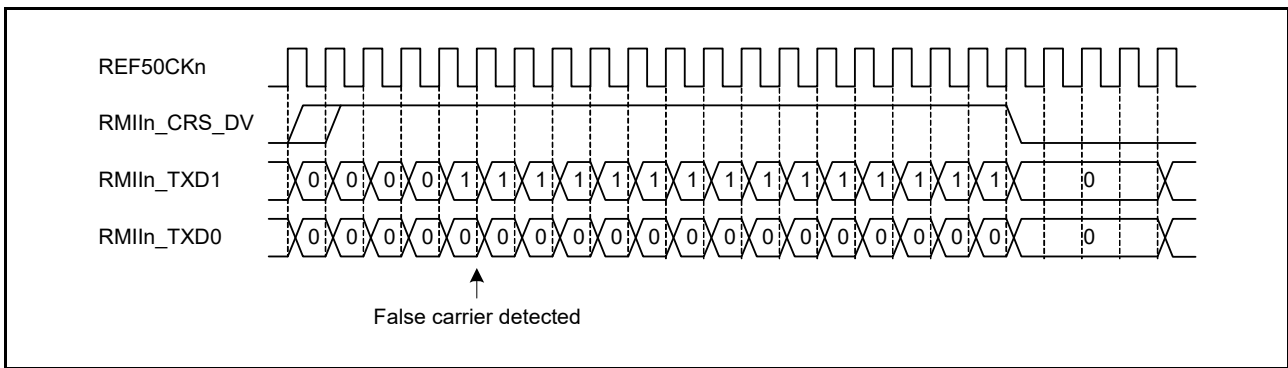 REF50CKn
RMIIn_CRS_DV
RMIIn_TXD1 0 0 0 0 1 1 1 1 1 1 1 1 1 1 1 1 1 1 1 0
RMIIn_TXD0 0 0 0 0 0 0 0 0 0 0 0 0 0 0 0 0 0 0 0 0
False carrier detected